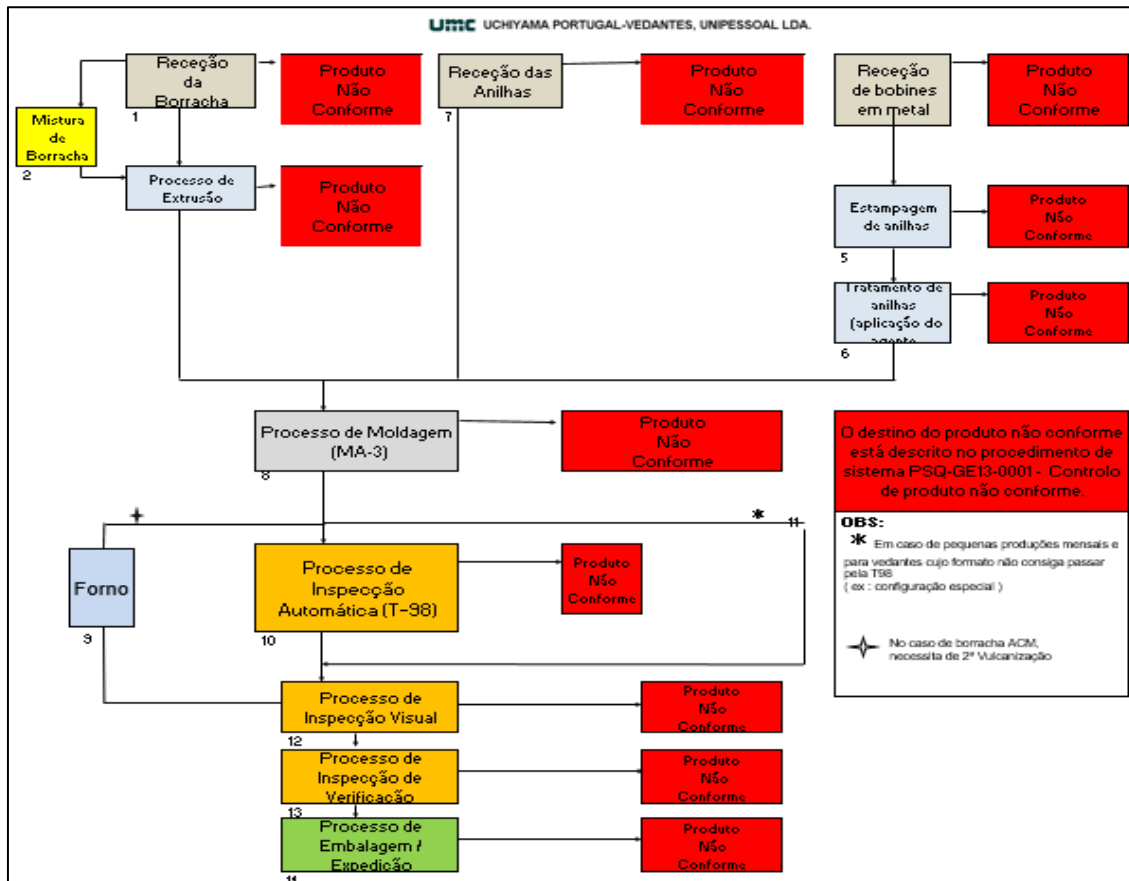 umc UCHIYAMA PORTUGAL-VEDANTES, UNIPESSOAL LDA.
Receção
da
Borracha
1
Produto
Não
Conforme
Receção das
Anilhas
7
Produto
Não
Conforme
Receção
de bobines
em metal
Produto
Não
Conforme
Mistura
de
Borracha
2
Processo de
Extrusão
Produto
Não
Conforme
Estampagem
de anilhas
5
Produto
Não
Conforme
Tratamento de
anilhas
(aplicação do
agente
6
Produto
Não
Conforme
Processo de Moldagem
(MA-3)
8
Produto
Não
Conforme
O destino do produto não conforme
está descrito no procedimento de
sistema PSQ-GE13-0001 - Controlo
de produto não conforme.
OBS:
* Em caso de pequenas produções mensais e
para vedantes cujo formato não consiga passar
pela T98
( ex : configuração especial )
No caso de borracha ACM,
necessita de 2ª Vulcanização
*
11
Forno
9
Processo de
Inspecção
Automática (T-98)
10
Produto
Não
Conforme
Processo de
Inspecção Visual
12
Produto
Não
Conforme
Processo de
Inspecção de
Verificação
13
Produto
Não
Conforme
Processo de
Embalagem /
Expedição
Produto
Não
Conforme